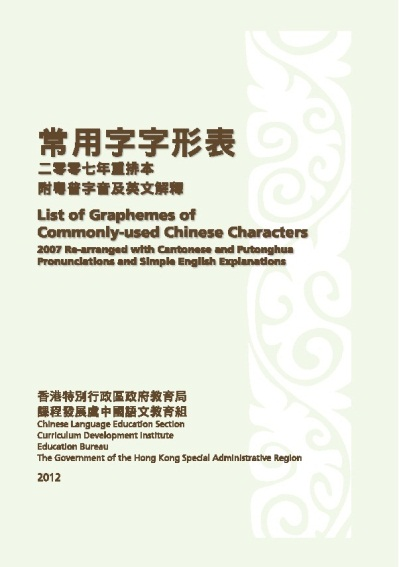 常用字字形表
二零零七年重排本
附粵普字音及英文解釋
List of Graphemes of
Commonly-used Chinese Characters
2007 Re-arranged with Cantonese and Putonghua
Pronunciations and Simple English Explanations
香港特別行政區政府教育局
課程發展處中國語文教育組
Chinese Language Education Section
Curriculum Development Institute
Education Bureau
The Government of the Hong Kong Special Administrative Region
2012